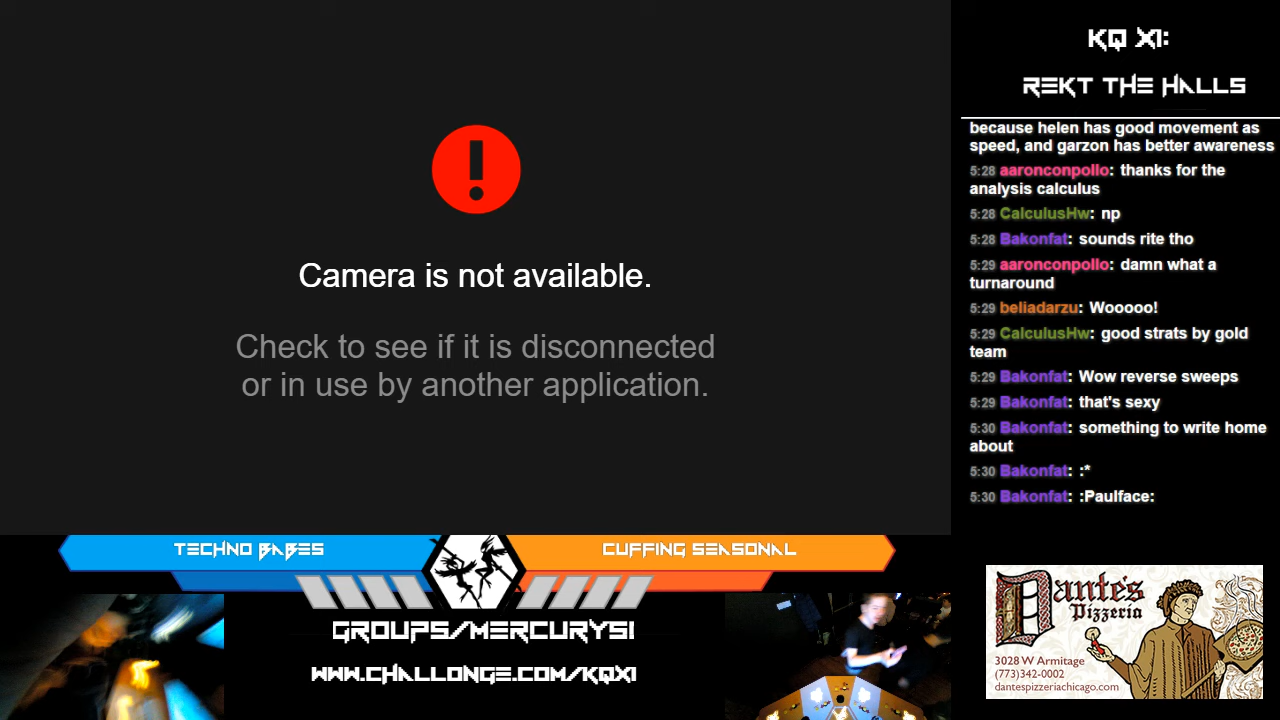 KQ XI:
REKT THE HALLS
because helen has good movement as
speed, and garzon has better awareness
5:28 aaronconpollo: thanks for the
analysis calculus
5:28 CalculusHw: np
5:28 Bakonfat: sounds rite tho
5:29 aaronconpollo: damn what a
turnaround
5:29 beliadarzu: Wooooo!
5:29 CalculusHw: good strats by gold
team
5:29 Bakonfat: Wow reverse sweeps
5:29 Bakonfat: that's sexy
5:30 Bakonfat: something to write home
about
5:30 Bakonfat: :*
5:30 Bakonfat: :Paulface:
Camera is not available.
Check to see if it is disconnected
or in use by another application.
TECHNO BABES
CUFFING SEASONAL
GROUPS/MERCURYSI
WWW.CHALLONGE.COM/KQXI
Dante's
Pizzeria
3028 W Armitage
(773)342-0002
dantespizzeriachicago.com